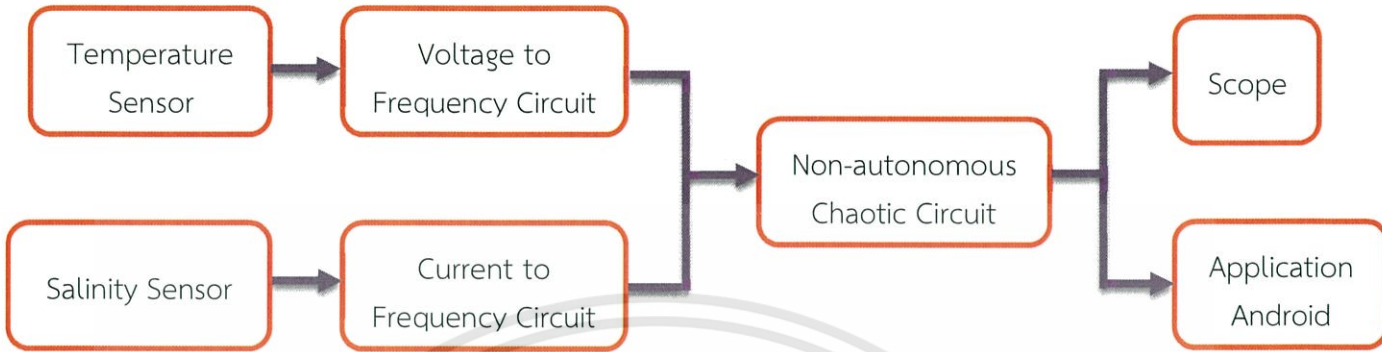 Temperature
Sensor
Voltage to
Frequency Circuit
Salinity Sensor
Current to
Frequency Circuit
Non-autonomous
Chaotic Circuit
Scope
Application
Android